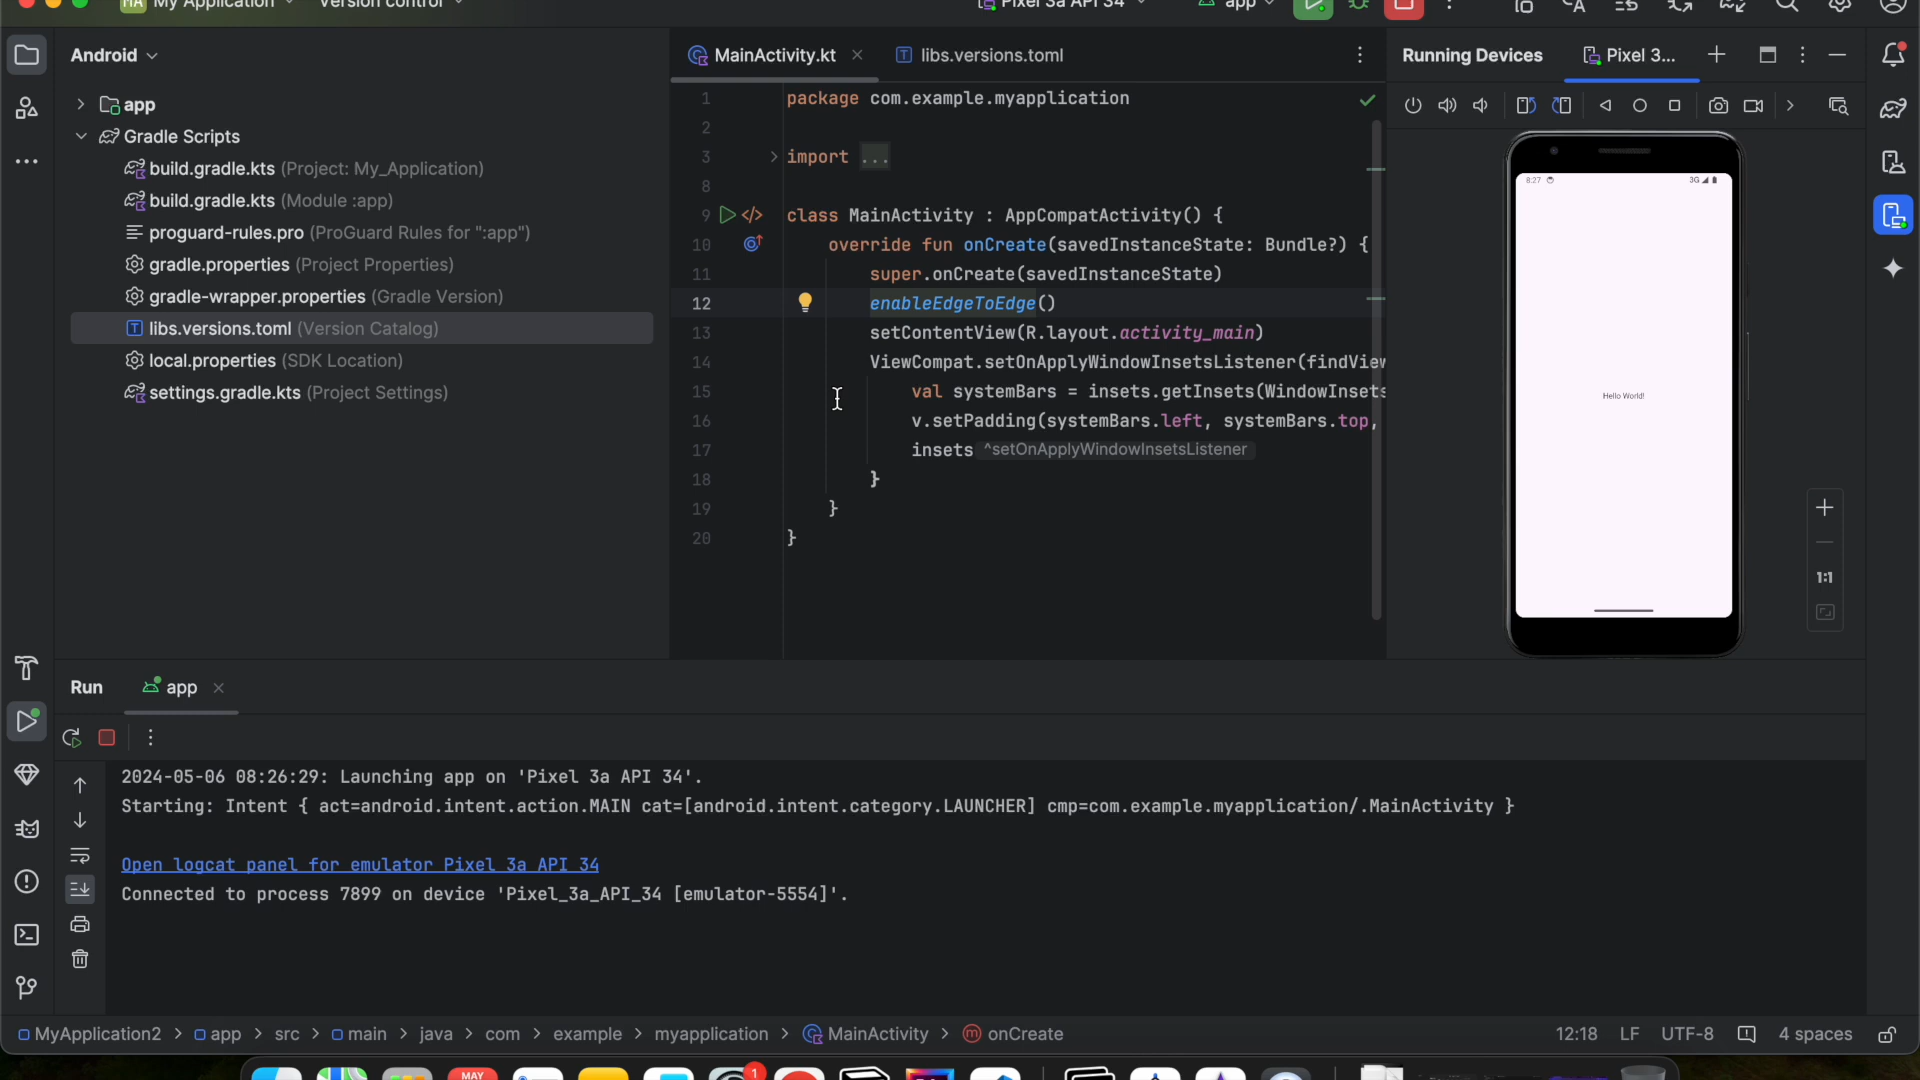 MA My Application Version control Pixel 3a API 34 app
Android
app
Gradle Scripts
build.gradle.kts (Project: My_Application)
build.gradle.kts (Module :app)
proguard-rules.pro (ProGuard Rules for ":app")
gradle.properties (Project Properties)
gradle-wrapper.properties (Gradle Version)
libs.versions.toml (Version Catalog)
local.properties (SDK Location)
settings.gradle.kts (Project Settings)
MainActivity.kt libs.versions.toml
1 package com.example.myapplication
2
3 import ...
8
9 class MainActivity : AppCompatActivity() {
10 override fun onCreate(savedInstanceState: Bundle?) {
11 super.onCreate(savedInstanceState)
12 enableEdgeToEdge()
13 setContentView(R.layout.activity_main)
14 ViewCompat.setOnApplyWindowInsetsListener(findView
15 val systemBars = insets.getInsets(WindowInsets
16 v.setPadding(systemBars.left, systemBars.top,
17 insets ^setOnApplyWindowInsetsListener
18 }
19 }
20 }
Running Devices Pixel 3...
8:27 3G
Hello World!
1:1
Run app
2024-05-06 08:26:29: Launching app on 'Pixel 3a API 34'.
Starting: Intent { act=android.intent.action.MAIN cat=[android.intent.category.LAUNCHER] cmp=com.example.myapplication/.MainActivity }
Open logcat panel for emulator Pixel 3a API 34
Connected to process 7899 on device 'Pixel_3a_API_34 [emulator-5554]'.
MyApplication2 > app > src > main > java > com > example > myapplication > MainActivity > onCreate
12:18 LF UTF-8 4 spaces
MAY
1